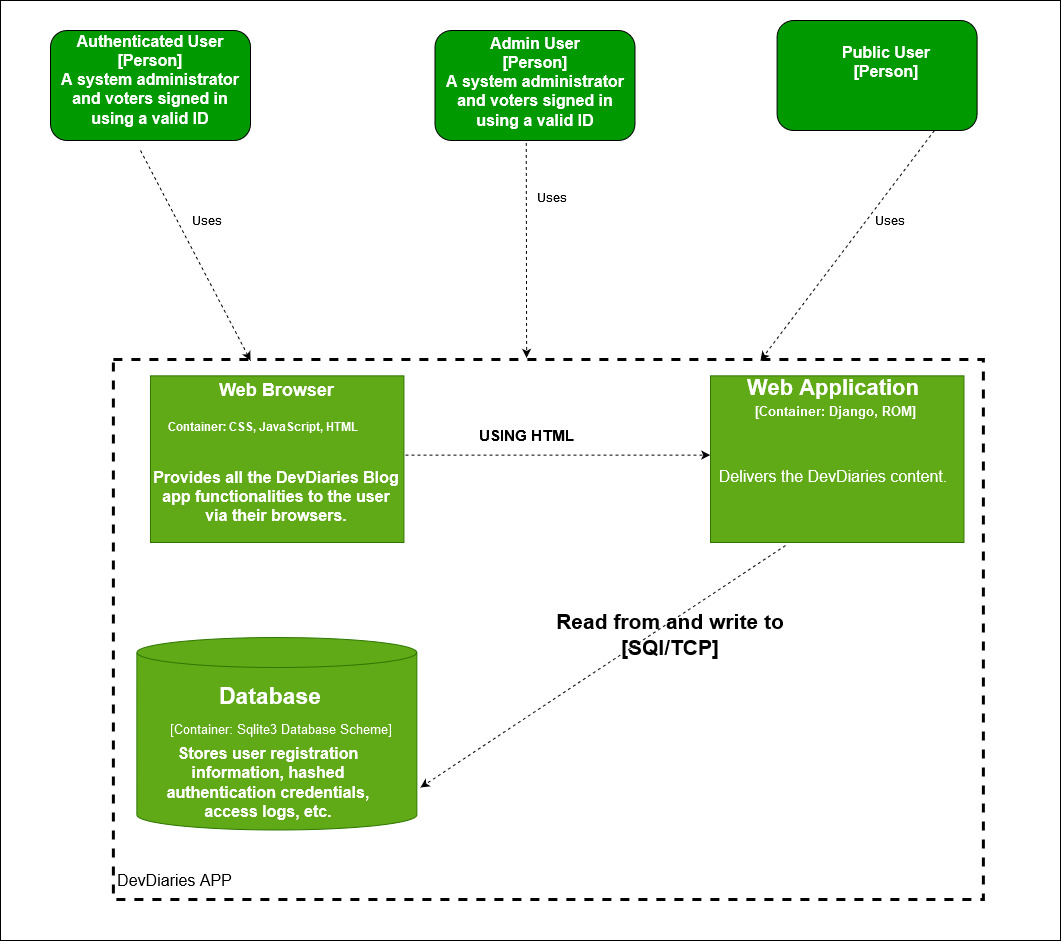 Authenticated User
[Person]
A system administrator
and voters signed in
using a valid ID
Admin User
[Person]
A system administrator
and voters signed in
using a valid ID
Public User
[Person]
Uses
Uses
Uses
Web Browser
Container: CSS, JavaScript, HTML
Provides all the DevDiaries Blog
app functionalities to the user
via their browsers.
USING HTML
Web Application
[Container: Django, ROM]
Delivers the DevDiaries content.
Read from and write to
[SQl/TCP]
Database
[Container: Sqlite3 Database Scheme]
Stores user registration
information, hashed
authentication credentials,
access logs, etc.
DevDiaries APP